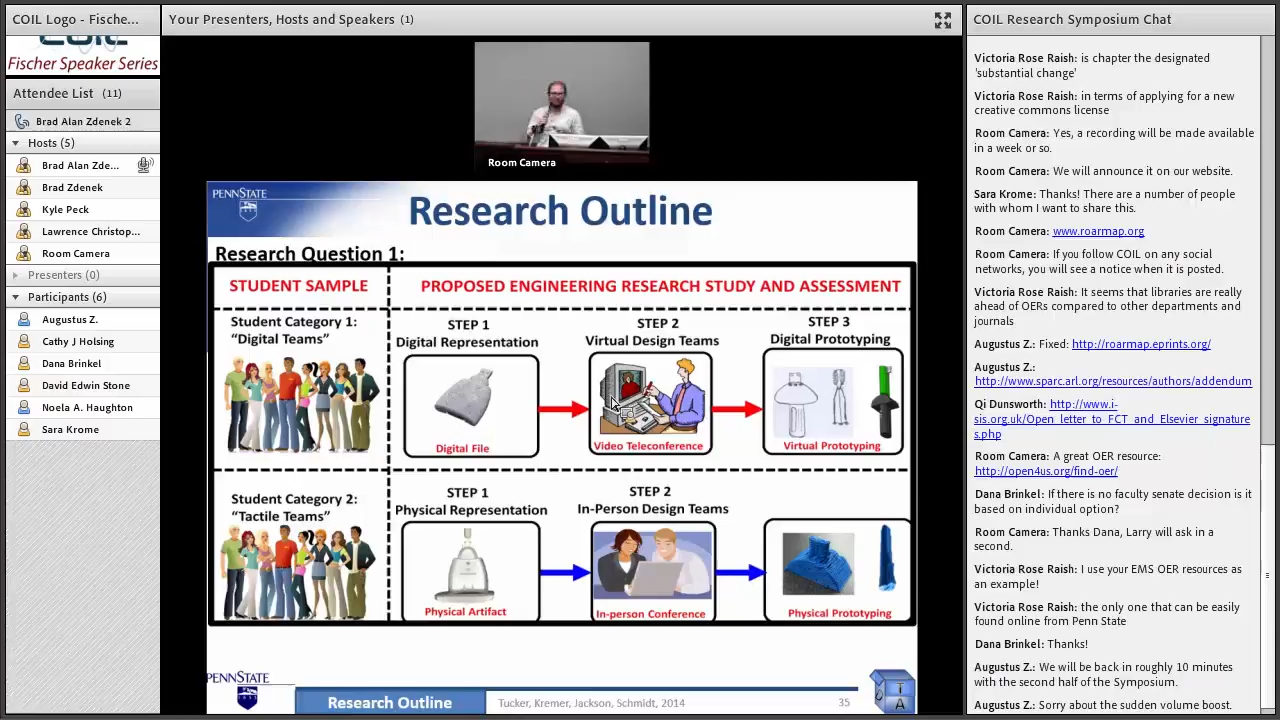 COIL Logo - Fische...
Fischer Speaker Series
Attendee List (11)
Brad Alan Zdenek 2
Hosts (5)
Brad Alan Zde...
Brad Zdenek
Kyle Peck
Lawrence Christop...
Room Camera
Presenters (0)
Participants (6)
Augustus Z.
Cathy J Holsing
Dana Brinkel
David Edwin Stone
Noela A. Haughton
Sara Krome
Your Presenters, Hosts and Speakers (1)
Room Camera
PENNSTATE
Research Outline
Research Question 1:
STUDENT SAMPLE
PROPOSED ENGINEERING RESEARCH STUDY AND ASSESSMENT
Student Category 1:
"Digital Teams"
STEP 1
Digital Representation
Digital File
STEP 2
Virtual Design Teams
Video Teleconference
STEP 3
Digital Prototyping
Virtual Prototyping
Student Category 2:
"Tactile Teams"
STEP 1
Physical Representation
Physical Artifact
STEP 2
In-Person Design Teams
In-person Conference
Physical Prototyping
PENNSTATE
Research Outline
Tucker, Kremer, Jackson, Schmidt, 2014
35
D
T
A
COIL Research Symposium Chat
Victoria Rose Raish: is chapter the designated
'substantial change'
Victoria Rose Raish: in terms of applying for a new
creative commons license
Room Camera: Yes, a recording will be made available
in a week or so.
Room Camera: We will announce it on our website.
Sara Krome: Thanks! There are a number of people
with whom I want to share this.
Room Camera: www.roarmap.org
Room Camera: If you follow COIL on any social
networks, you will see a notice when it is posted.
Victoria Rose Raish: It seems that libraries are really
ahead of OERs compared to other departments and
journals
Augustus Z.: Fixed: http://roarmap.eprints.org/
Augustus Z.:
http://www.sparc.arl.org/resources/authors/addendum
Qi Dunsworth: http://www.i-
sis.org.uk/Open_letter_to_FCT_and_Elsevier_signature
s.php
Room Camera: A great OER resource:
http://open4us.org/find-oer/
Dana Brinkel: If there is no faculty senate decision is it
based on individual option?
Room Camera: Thanks Dana, Larry will ask in a
second.
Victoria Rose Raish: I use your EMS OER resources as
an example!
Victoria Rose Raish: the only one that I have easily
found online from Penn State
Dana Brinkel: Thanks!
Augustus Z.: We will be back in roughly 10 minutes
with the second half of the Symposium.
Augustus Z.: Sorry about the sudden volume boost.